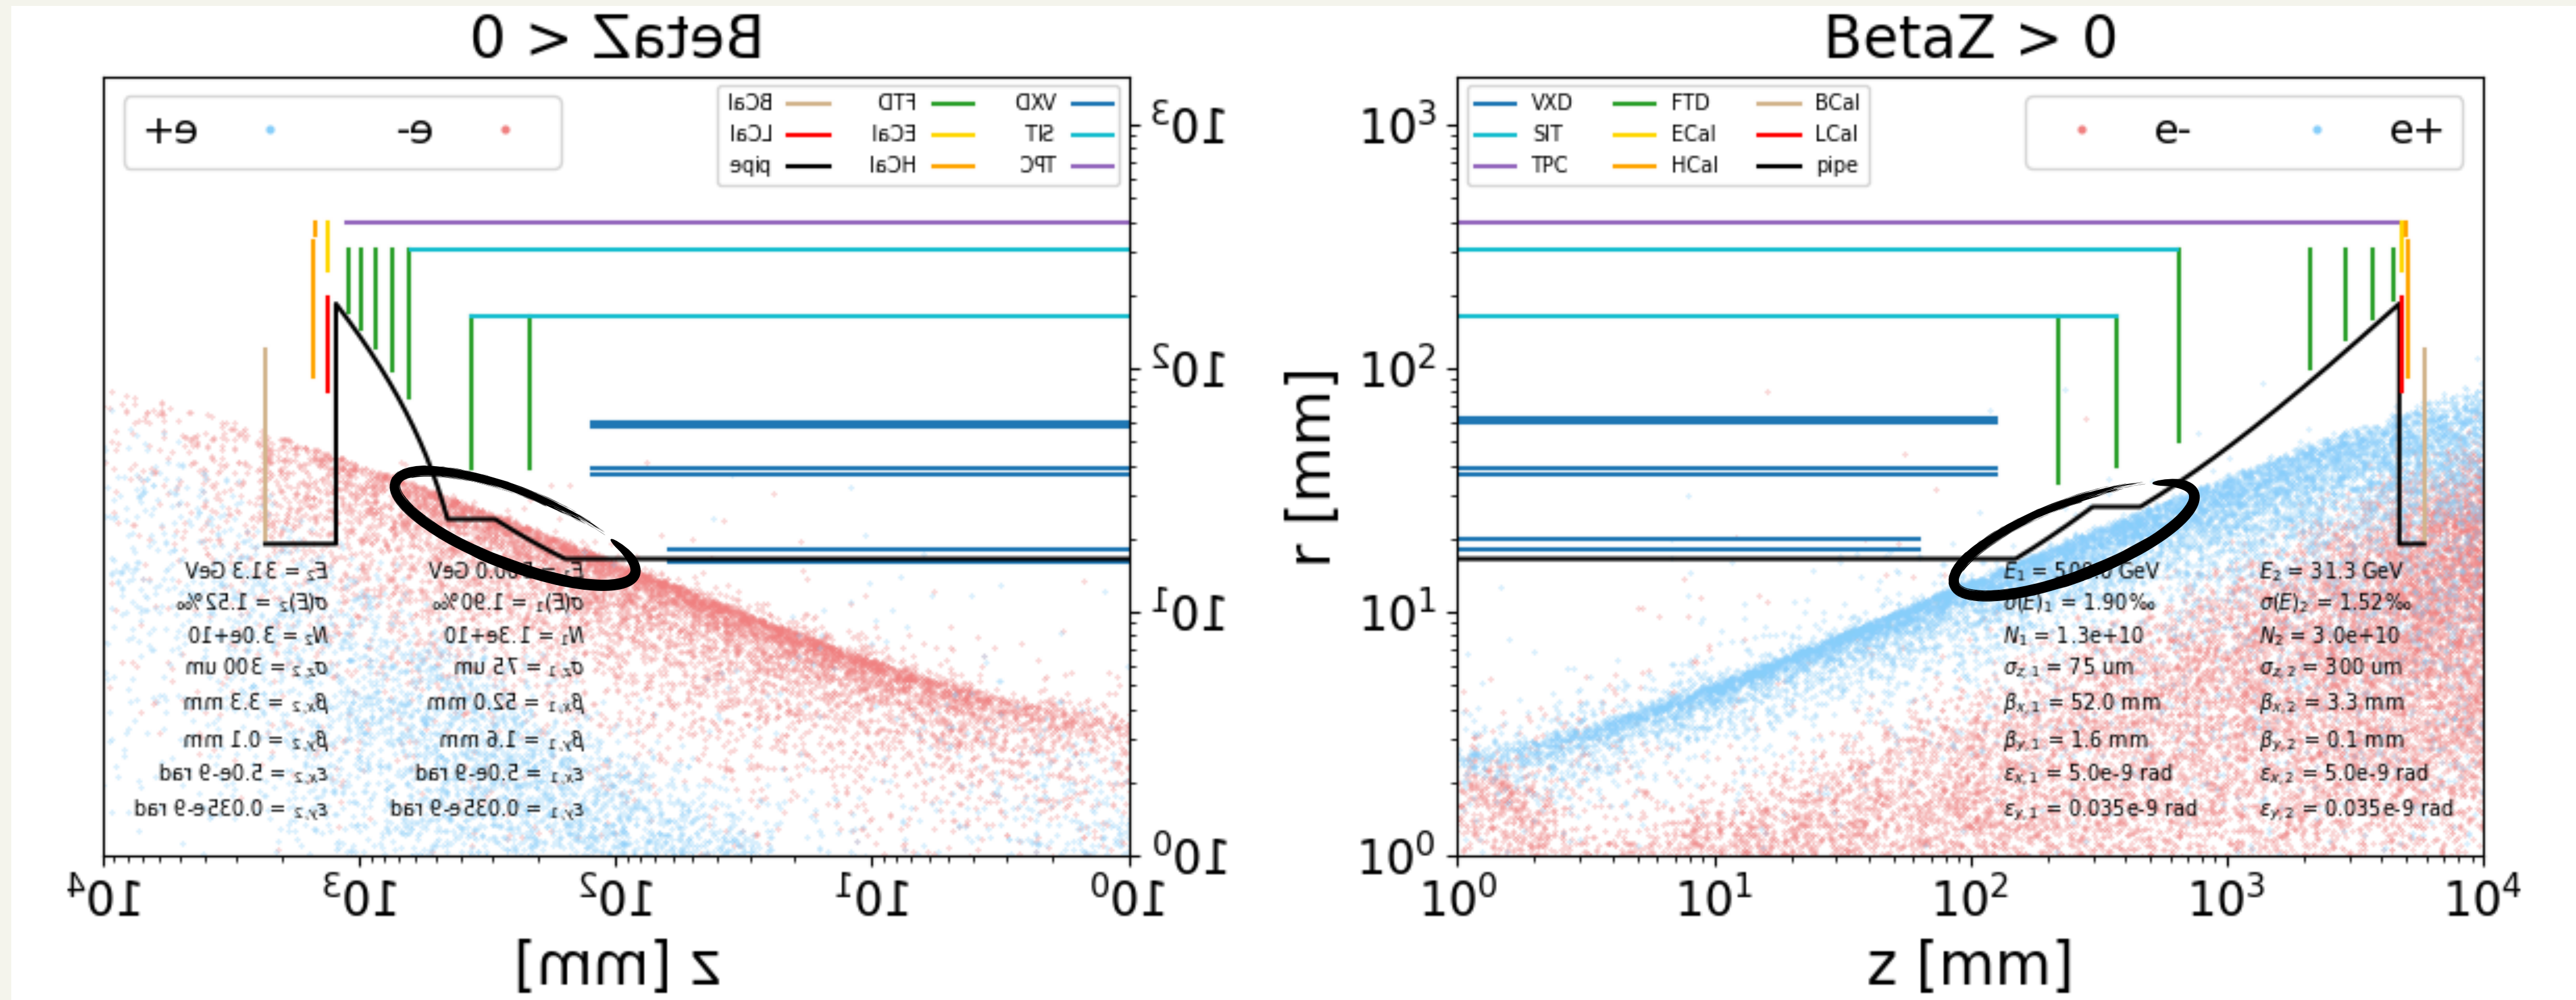 BetaZ < 0
BetaZ > 0
e+ e-
BCal FTD VXD
LCal ECal SIT
pipe HCal TPC
VXD FTD BCal
SIT ECal LCal
TPC HCal pipe
e- e+
10³
10²
10¹
10⁰
r [mm]
10³
10²
10¹
10⁰
E₂ = 31.3 GeV E₁ = 500.0 GeV
σ(E)₂ = 1.52‰ σ(E)₁ = 1.90‰
N₂ = 3.0e+10 N₁ = 1.3e+10
σz,2 = 300 um σz,1 = 75 um
βx,2 = 3.3 mm βx,1 = 52.0 mm
βy,2 = 0.1 mm βy,1 = 1.6 mm
εx,2 = 5.0e-9 rad εx,1 = 5.0e-9 rad
εy,2 = 0.035e-9 rad εy,1 = 0.035e-9 rad
E₁ = 500.0 GeV E₂ = 31.3 GeV
σ(E)₁ = 1.90‰ σ(E)₂ = 1.52‰
N₁ = 1.3e+10 N₂ = 3.0e+10
σz,1 = 75 um σz,2 = 300 um
βx,1 = 52.0 mm βx,2 = 3.3 mm
βy,1 = 1.6 mm βy,2 = 0.1 mm
εx,1 = 5.0e-9 rad εx,2 = 5.0e-9 rad
εy,1 = 0.035e-9 rad εy,2 = 0.035e-9 rad
10⁴ 10³ 10² 10¹ 10⁰
10⁰ 10¹ 10² 10³ 10⁴
z [mm]
z [mm]